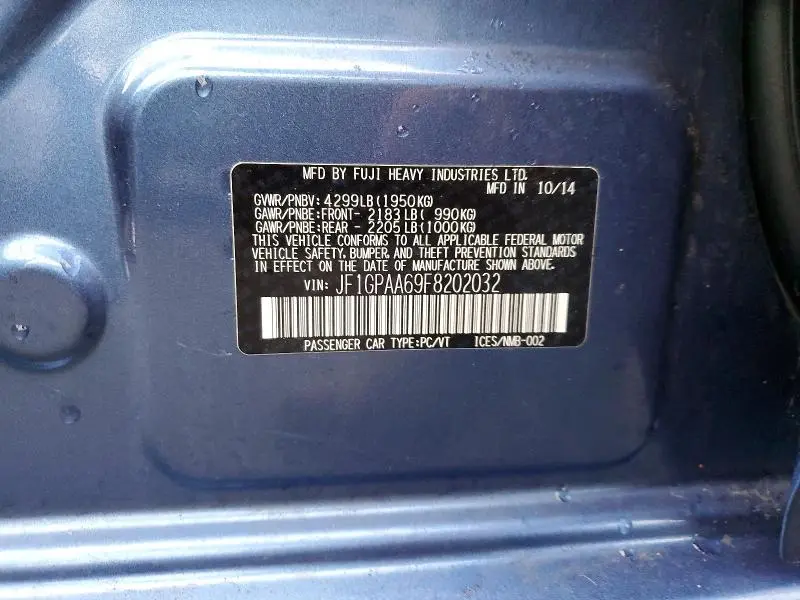 MFD BY FUJI HEAVY INDUSTRIES LTD.
MFD IN 10/14
GVWR/PNBV: 4299LB(1950KG)
GAWR/PNBE:FRONT- 2183LB( 990KG)
GAWR/PNBE:REAR - 2205LB(1000KG)
THIS VEHICLE CONFORMS TO ALL APPLICABLE FEDERAL MOTOR
VEHICLE SAFETY, BUMPER, AND THEFT PREVENTION STANDARDS
IN EFFECT ON THE DATE OF MANUFACTURE SHOWN ABOVE.
VIN: JF1GPAA69F8202032
PASSENGER CAR TYPE:PC/VT ICES/NMB-002